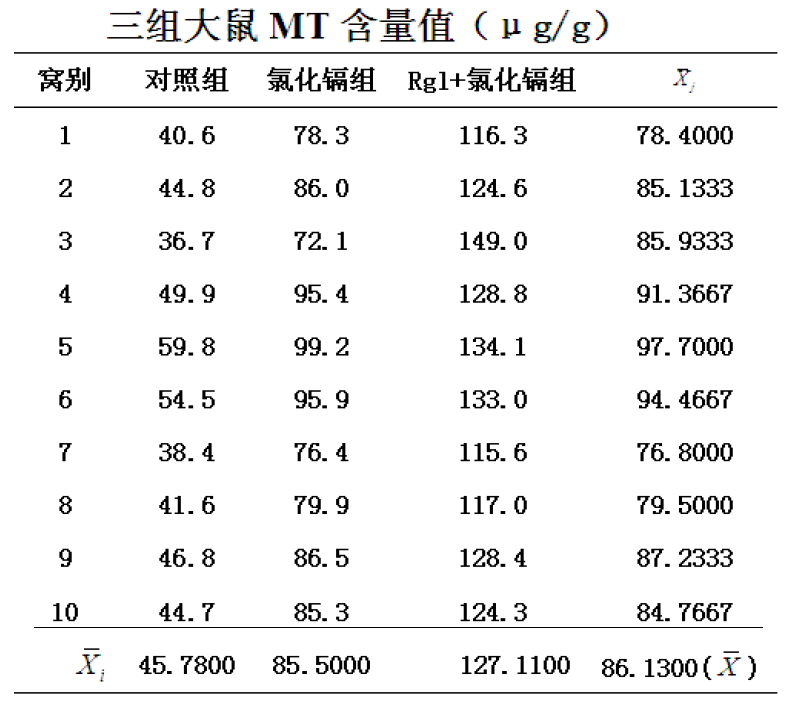 三组大鼠 MT 含量值（μg/g）
窝别 对照组 氯化镉组 Rgl+氯化镉组 X̄j
1 40.6 78.3 116.3 78.4000
2 44.8 86.0 124.6 85.1333
3 36.7 72.1 149.0 85.9333
4 49.9 95.4 128.8 91.3667
5 59.8 99.2 134.1 97.7000
6 54.5 95.9 133.0 94.4667
7 38.4 76.4 115.6 76.8000
8 41.6 79.9 117.0 79.5000
9 46.8 86.5 128.4 87.2333
10 44.7 85.3 124.3 84.7667
X̄i 45.7800 85.5000 127.1100 86.1300(X̄)